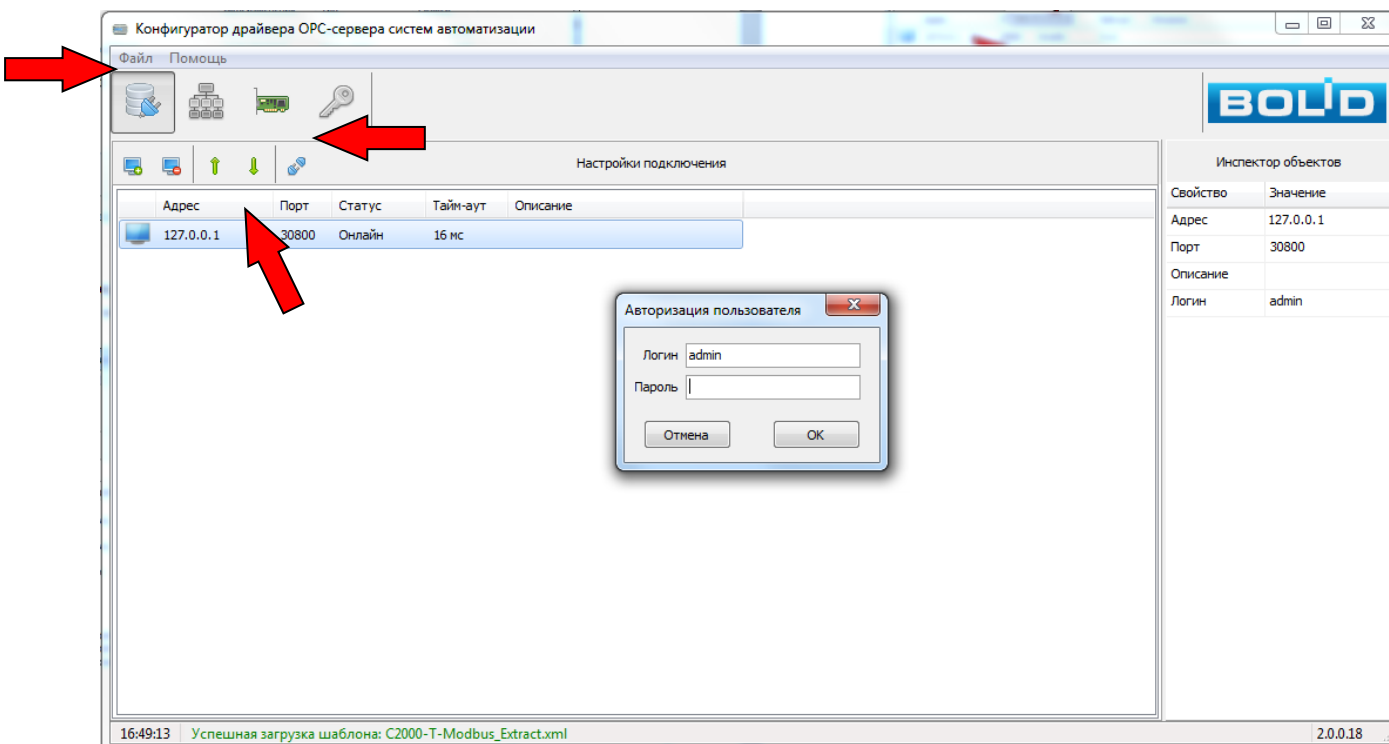 Конфигуратор драйвера OPC-сервера систем автоматизации
Файл Помощь
BOLID
Настройки подключения
Инспектор объектов
Адрес Порт Статус Тайм-аут Описание
127.0.0.1 30800 Онлайн 16 мс
Свойство Значение
Адрес 127.0.0.1
Порт 30800
Описание
Логин admin
Авторизация пользователя
Логин admin
Пароль
Отмена OK
16:49:13 Успешная загрузка шаблона: C2000-T-Modbus_Extract.xml 2.0.0.18